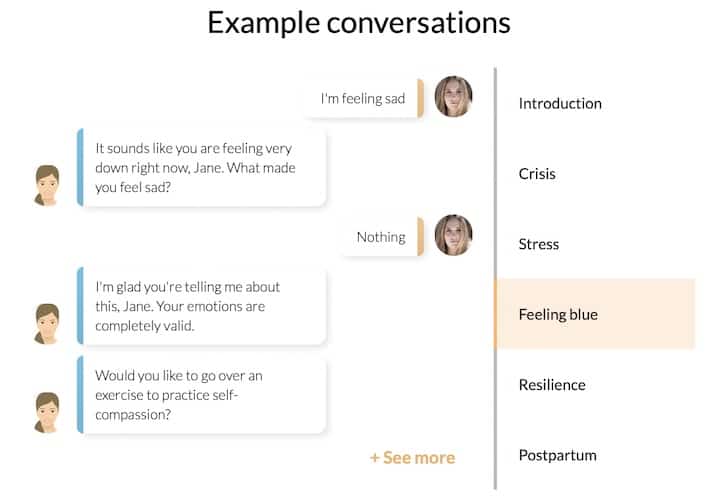 Example conversations
I'm feeling sad
It sounds like you are feeling very
down right now, Jane. What made
you feel sad?
Nothing
I'm glad you're telling me about
this, Jane. Your emotions are
completely valid.
Would you like to go over an
exercise to practice self-
compassion?
+ See more
Introduction
Crisis
Stress
Feeling blue
Resilience
Postpartum